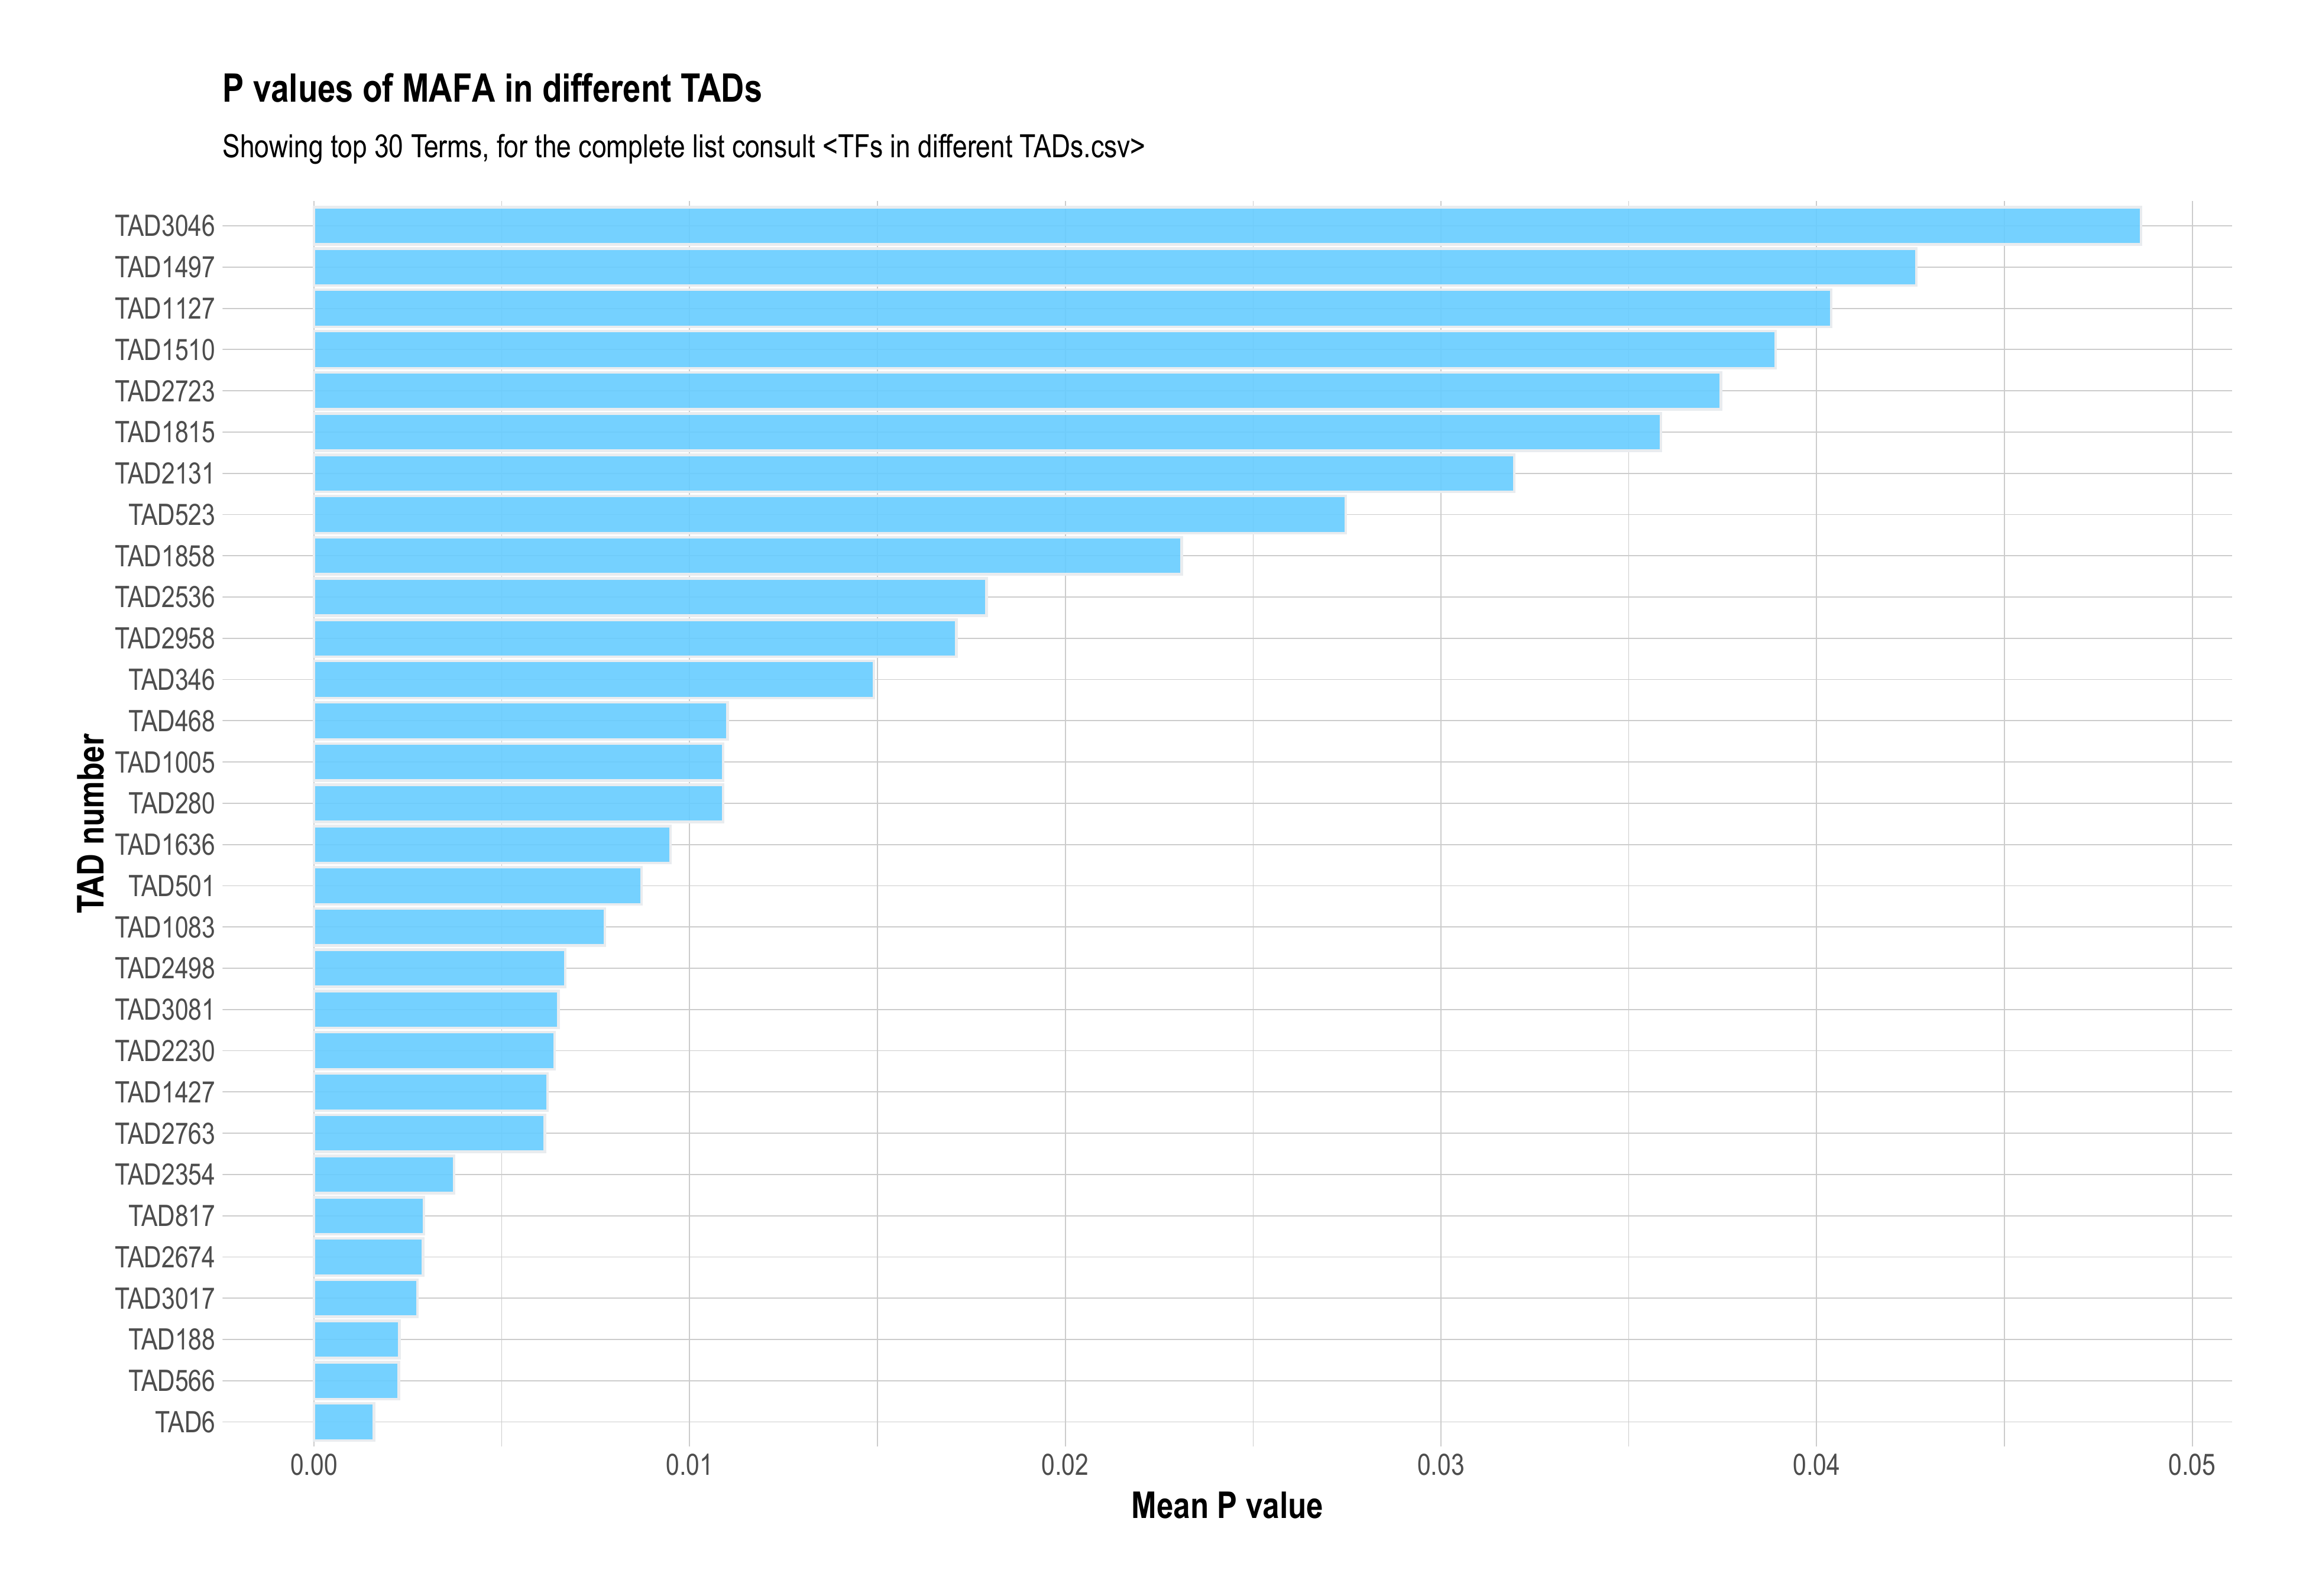 P values of MAFA in different TADs
Showing top 30 Terms, for the complete list consult <TFs in different TADs.csv>
TAD number
TAD3046
TAD1497
TAD1127
TAD1510
TAD2723
TAD1815
TAD2131
TAD523
TAD1858
TAD2536
TAD2958
TAD346
TAD468
TAD1005
TAD280
TAD1636
TAD501
TAD1083
TAD2498
TAD3081
TAD2230
TAD1427
TAD2763
TAD2354
TAD817
TAD2674
TAD3017
TAD188
TAD566
TAD6
0.00 0.01 0.02 0.03 0.04 0.05
Mean P value